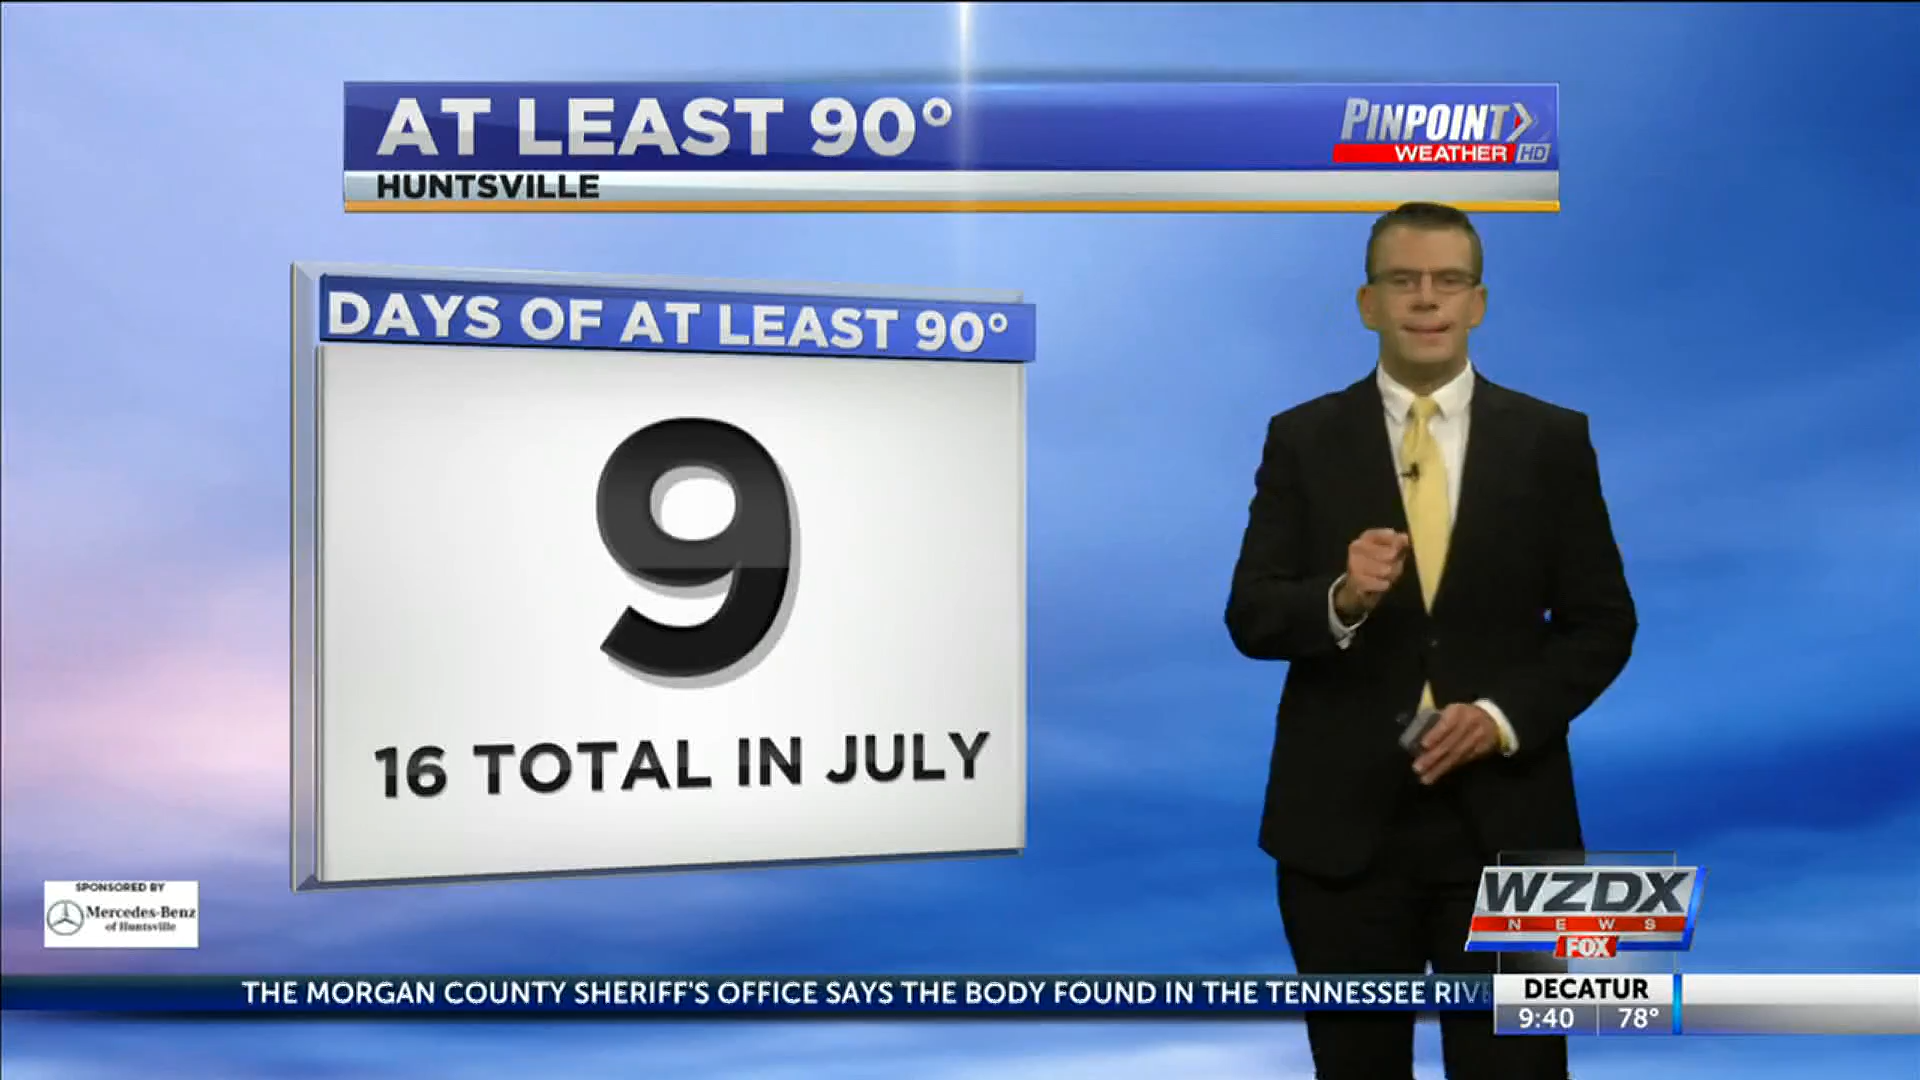 AT LEAST 90°
PINPOINT
WEATHER HD
HUNTSVILLE
DAYS OF AT LEAST 90°
9
16 TOTAL IN JULY
SPONSORED BY
Mercedes-Benz
of Huntsville
WZDX
NEWS
FOX
THE MORGAN COUNTY SHERIFF'S OFFICE SAYS THE BODY FOUND IN THE TENNESSEE
DECATUR
9:40 78°